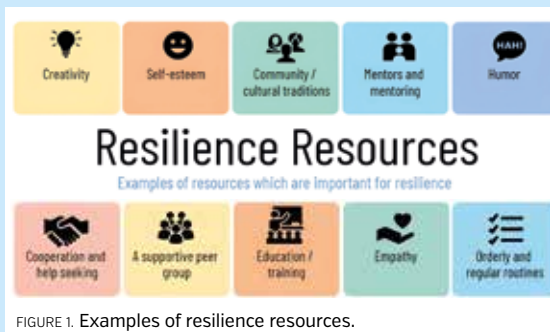 HAH!
Creativity
Self-esteem
Community /
cultural traditions
Mentors and
mentoring
Humor
Resilience Resources
Examples of resources which are important for resilience
Cooperation and
help seeking
A supportive peer
group
Education /
training
Empathy
Orderly and
regular routines
FIGURE 1. Examples of resilience resources.